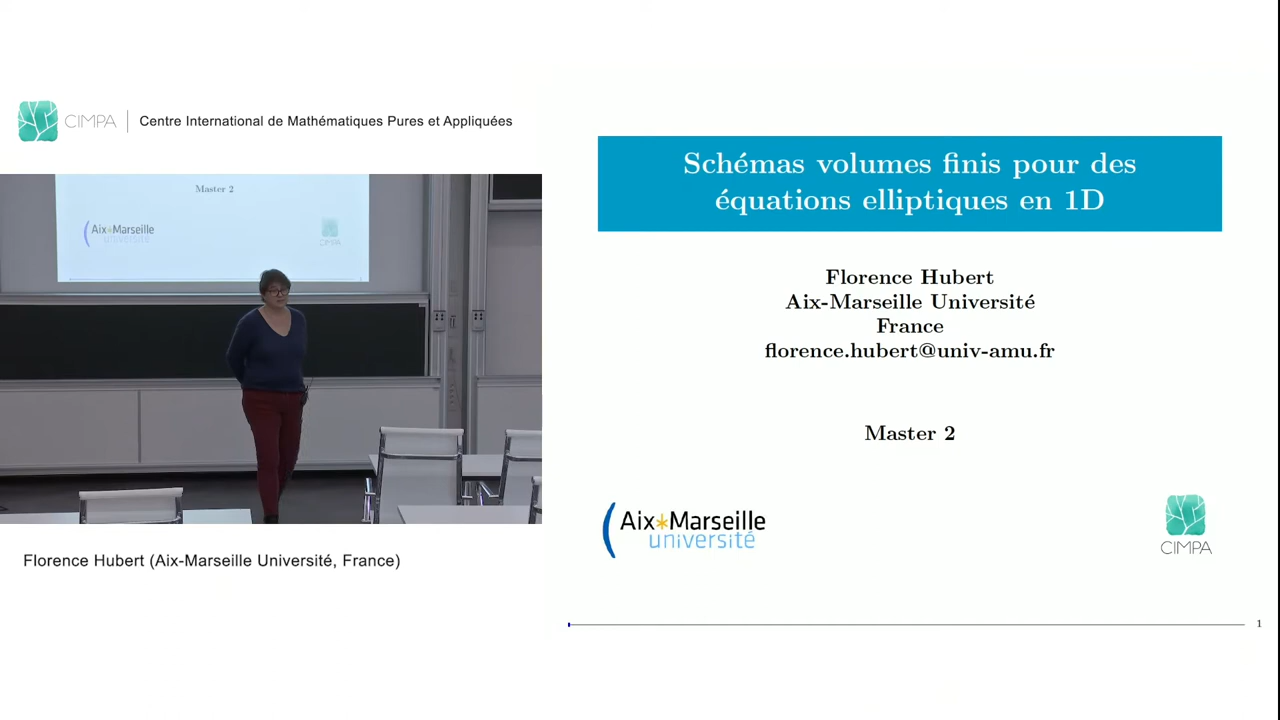 CIMPA
Centre International de Mathématiques Pures et Appliquées
Master 2
Aix*Marseille
université
CIMPA
Florence Hubert (Aix-Marseille Université, France)
Schémas volumes finis pour des
équations elliptiques en 1D
Florence Hubert
Aix-Marseille Université
France
florence.hubert@univ-amu.fr
Master 2
Aix*Marseille
université
CIMPA
1